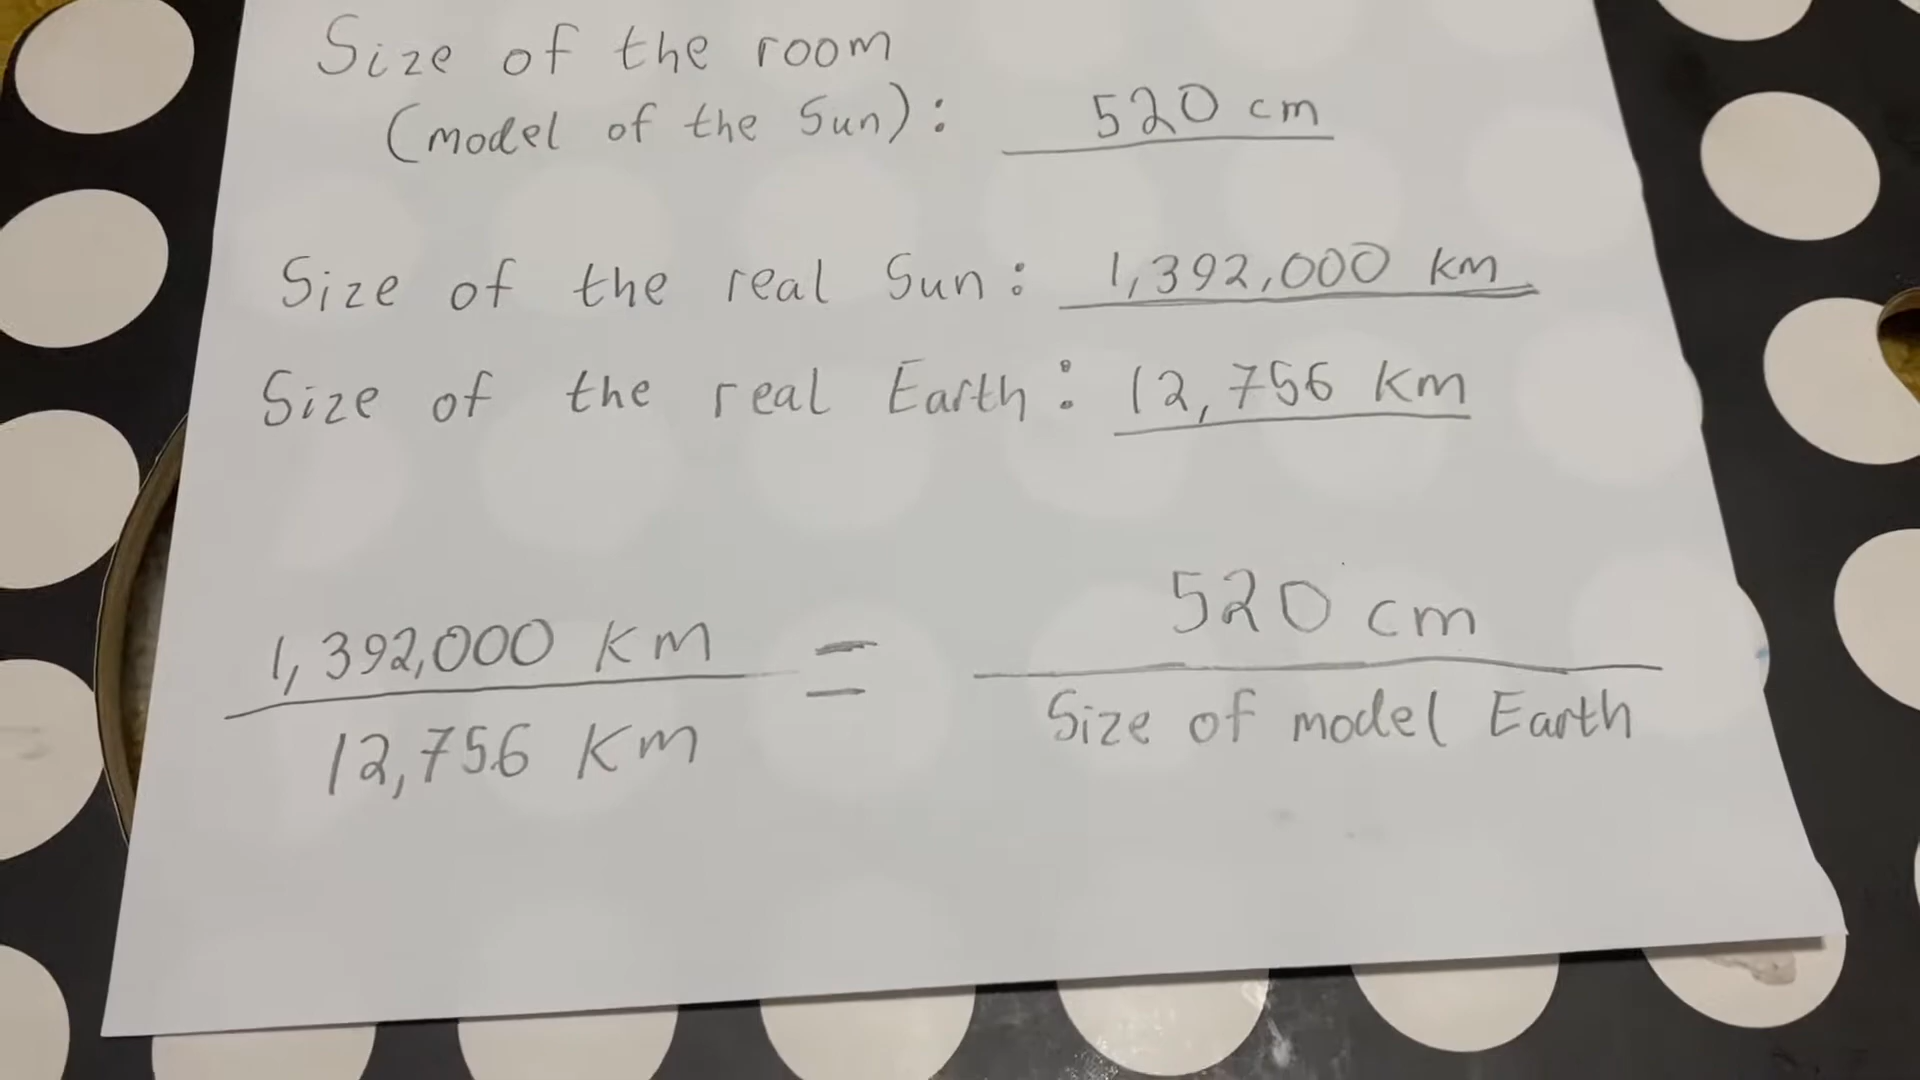 Size of the room
(model of the Sun): 520 cm
Size of the real Sun: 1,392,000 km
Size of the real Earth: 12,756 km
1,392,000 km = 520 cm
12,756 km Size of model Earth